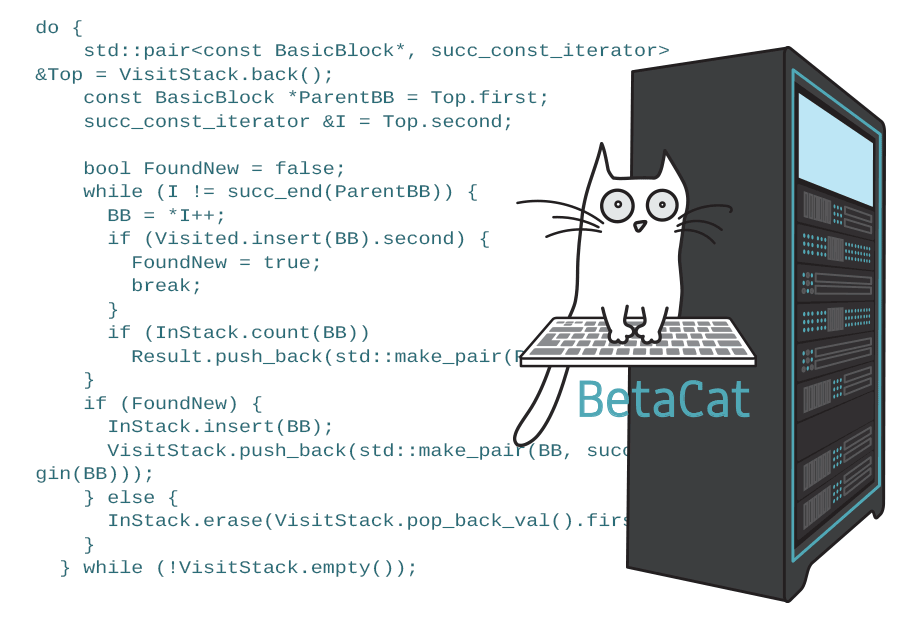 do {
    std::pair<const BasicBlock*, succ_const_iterator>
&Top = VisitStack.back();
    const BasicBlock *ParentBB = Top.first;
    succ_const_iterator &I = Top.second;

    bool FoundNew = false;
    while (I != succ_end(ParentBB)) {
      BB = *I++;
      if (Visited.insert(BB).second) {
        FoundNew = true;
        break;
      }
      if (InStack.count(BB))
        Result.push_back(std::make_pair(
    }
    if (FoundNew) {
      InStack.insert(BB);
      VisitStack.push_back(std::make_pair(BB, succ
gin(BB)));
    } else {
      InStack.erase(VisitStack.pop_back_val().firs
    }
  } while (!VisitStack.empty());
BetaCat